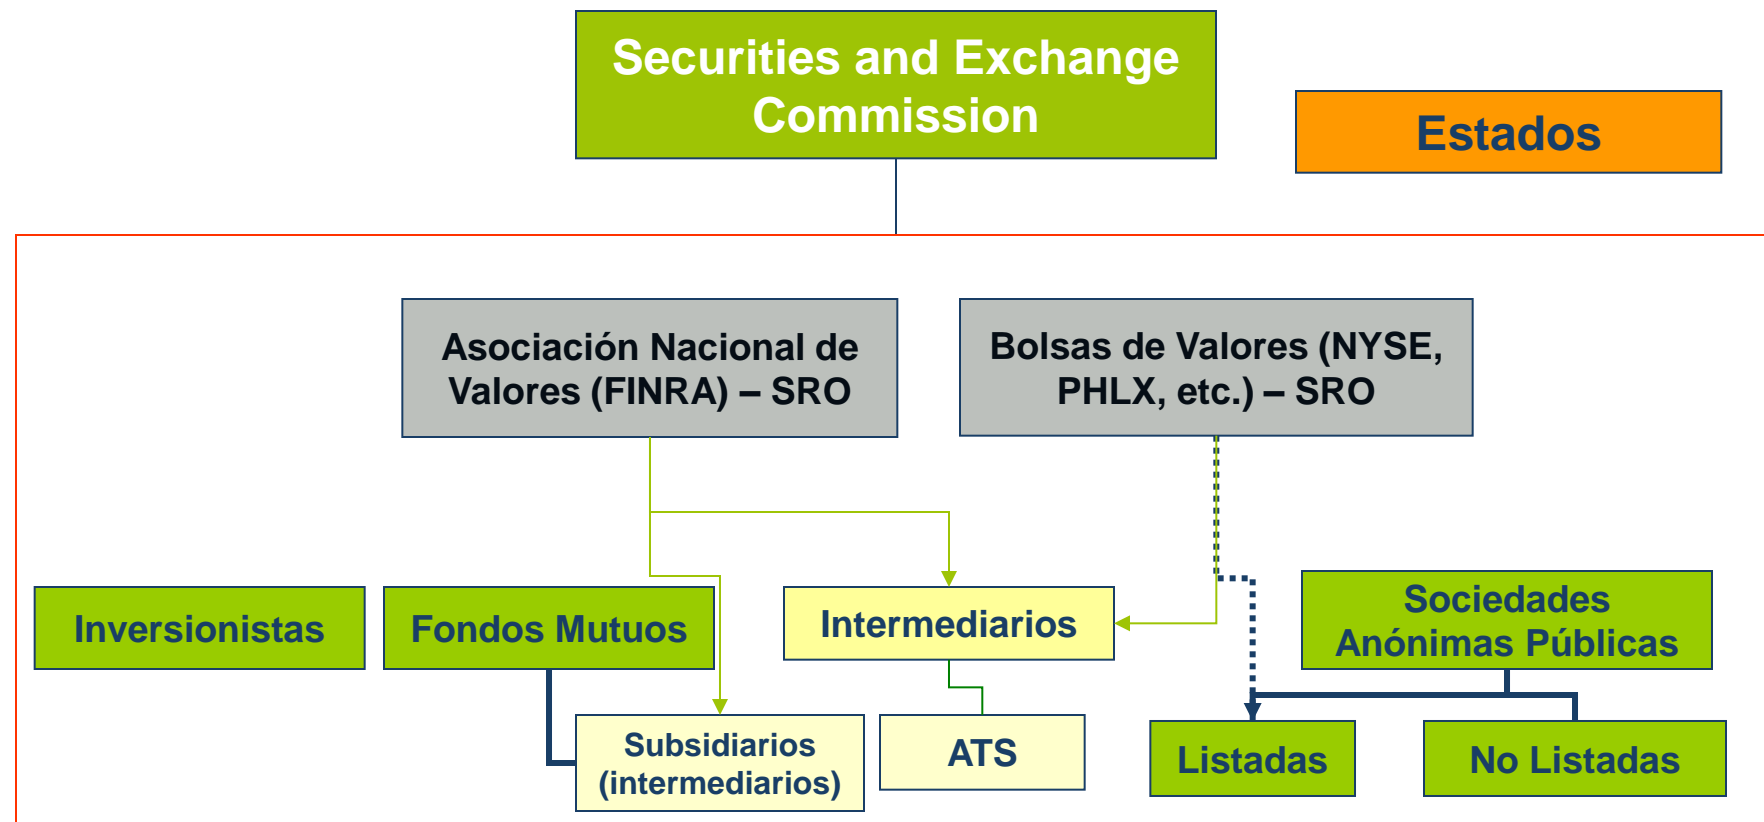 Securities and Exchange
Commission
Estados
Asociación Nacional de
Valores (FINRA) – SRO
Bolsas de Valores (NYSE,
PHLX, etc.) – SRO
Inversionistas
Fondos Mutuos
Intermediarios
Sociedades
Anónimas Públicas
Subsidiarios
(intermediarios)
ATS
Listadas
No Listadas